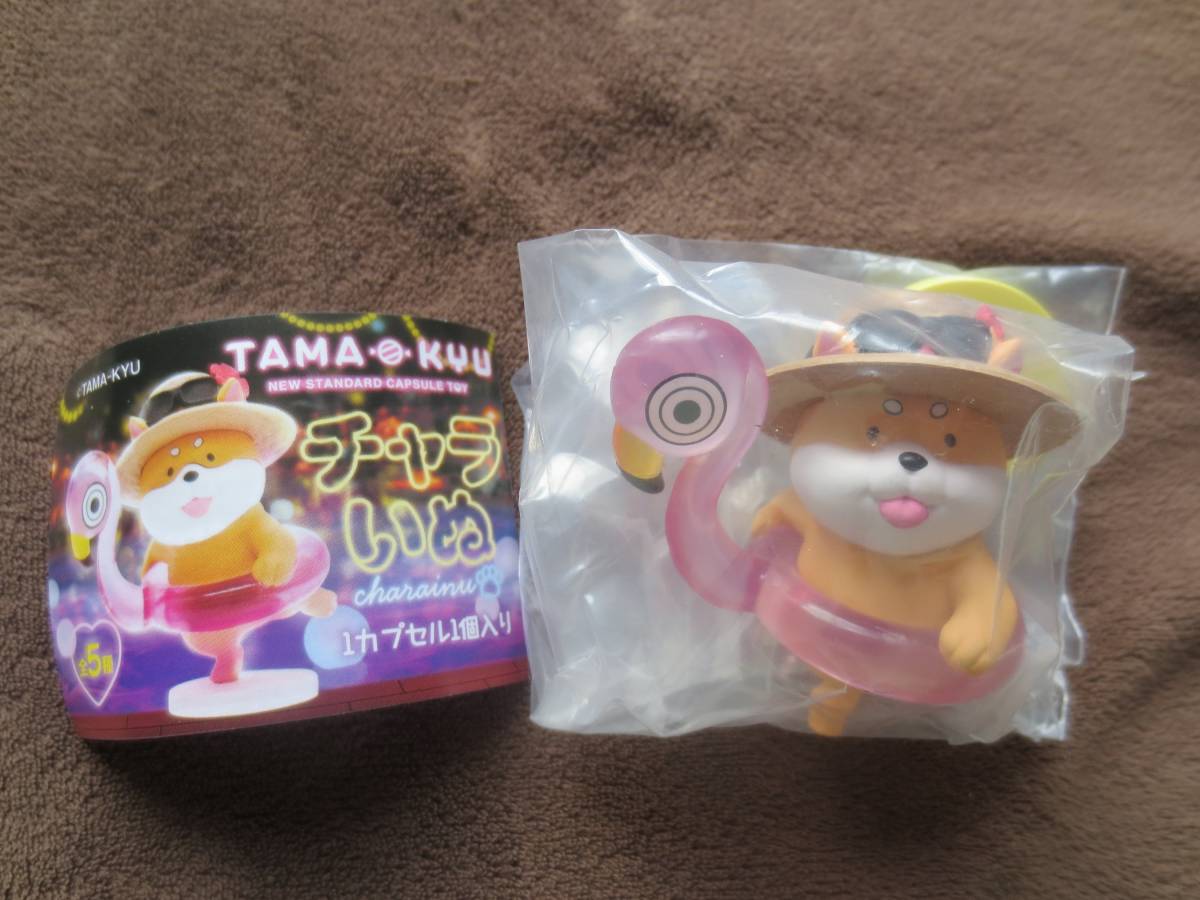 ©TAMA-KYU
TAMA KYU
NEW STANDARD CAPSULE TOY
チャラ
いぬ
charainu
1カプセル1個入り
全5種